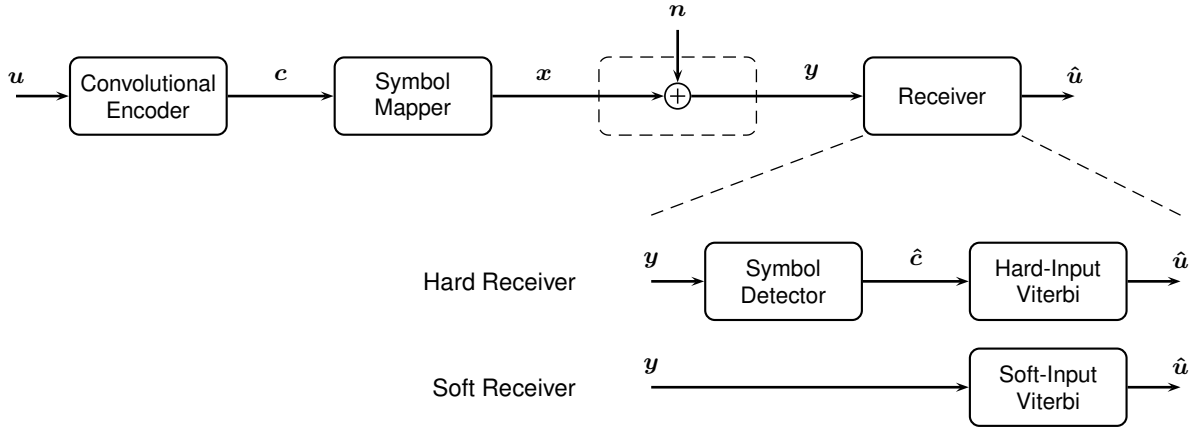 n
u
Convolutional
Encoder
c
Symbol
Mapper
x
+
y
Receiver
û
Hard Receiver
y
Symbol
Detector
ĉ
Hard-Input
Viterbi
û
Soft Receiver
y
Soft-Input
Viterbi
û